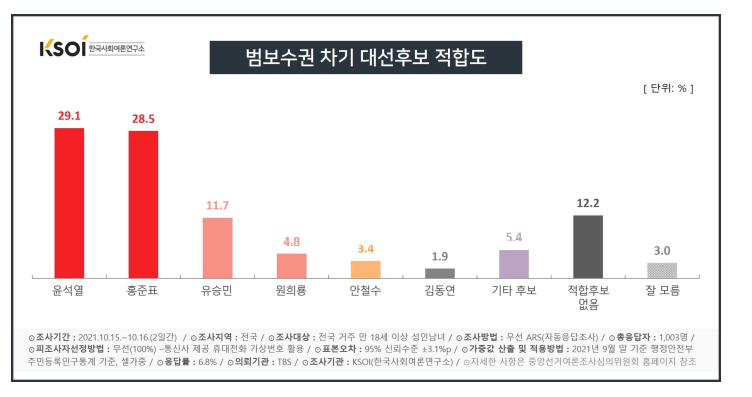 KSOI 한국사회여론연구소
범보수권 차기 대선후보 적합도
[ 단위: % ]
29.1
28.5
11.7
4.8
3.4
1.9
5.4
12.2
3.0
윤석열
홍준표
유승민
원희룡
안철수
김동연
기타 후보
적합후보
없음
잘 모름
⊙조사기간 : 2021.10.15.~10.16.(2일간) / ⊙조사지역 : 전국 / ⊙조사대상 : 전국 거주 만 18세 이상 성인남녀 / ⊙조사방법 : 무선 ARS(자동응답조사) / ⊙총응답자 : 1,003명 /
⊙피조사자선정방법 : 무선(100%) –통신사 제공 휴대전화 가상번호 활용 / ⊙표본오차 : 95% 신뢰수준 ±3.1%p / ⊙가중값 산출 및 적용방법 : 2021년 9월 말 기준 행정안전부
주민등록인구통계 기준, 셀가중 / ⊙응답률 : 6.8% / ⊙의뢰기관 : TBS / ⊙조사기관 : KSOI(한국사회여론연구소) / ⊙자세한 사항은 중앙선거여론조사심의위원회 홈페이지 참조